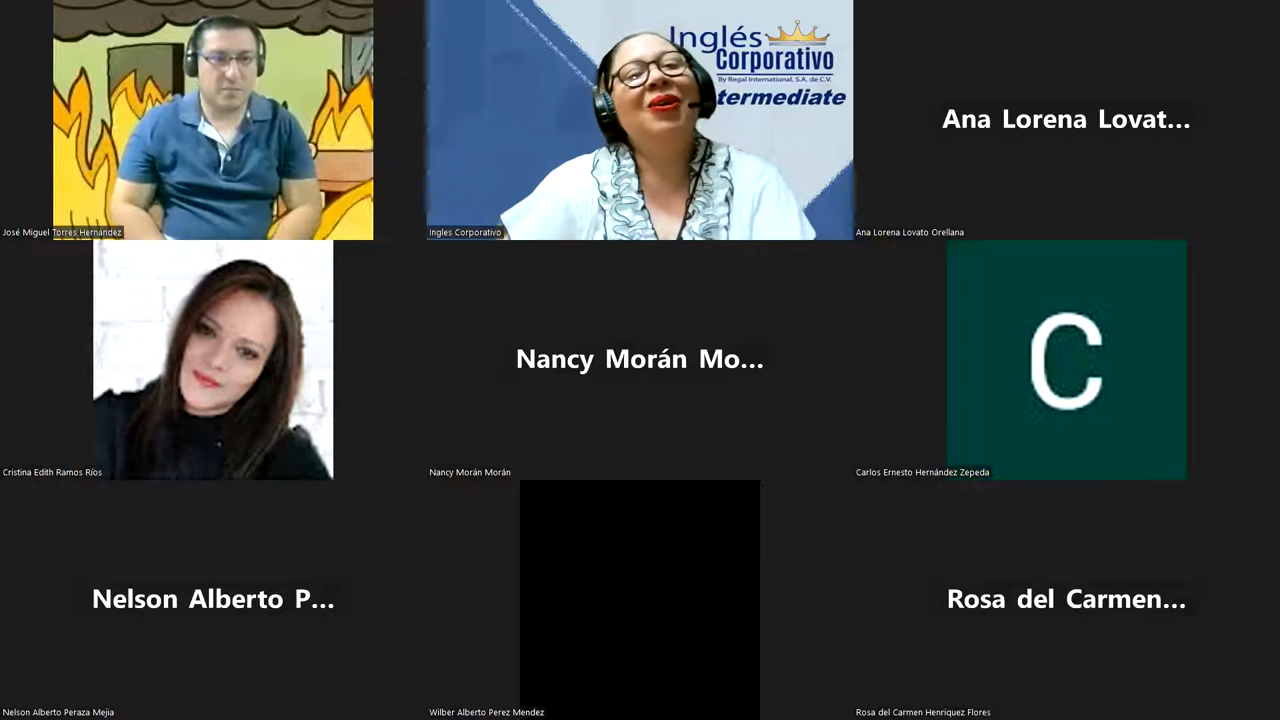 Inglés
Corporativo
By Regal International, S.A. de C.V.
termediate
Ana Lorena Lovat...
José Miguel Torres Hernández
Ingles Corporativo
Ana Lorena Lovato Orellana
Nancy Morán Mo...
C
Cristina Edith Ramos Ríos
Nancy Morán Morán
Carlos Ernesto Hernández Zepeda
Nelson Alberto P...
Rosa del Carmen...
Nelson Alberto Peraza Mejia
Wilber Alberto Perez Mendez
Rosa del Carmen Henriquez Flores